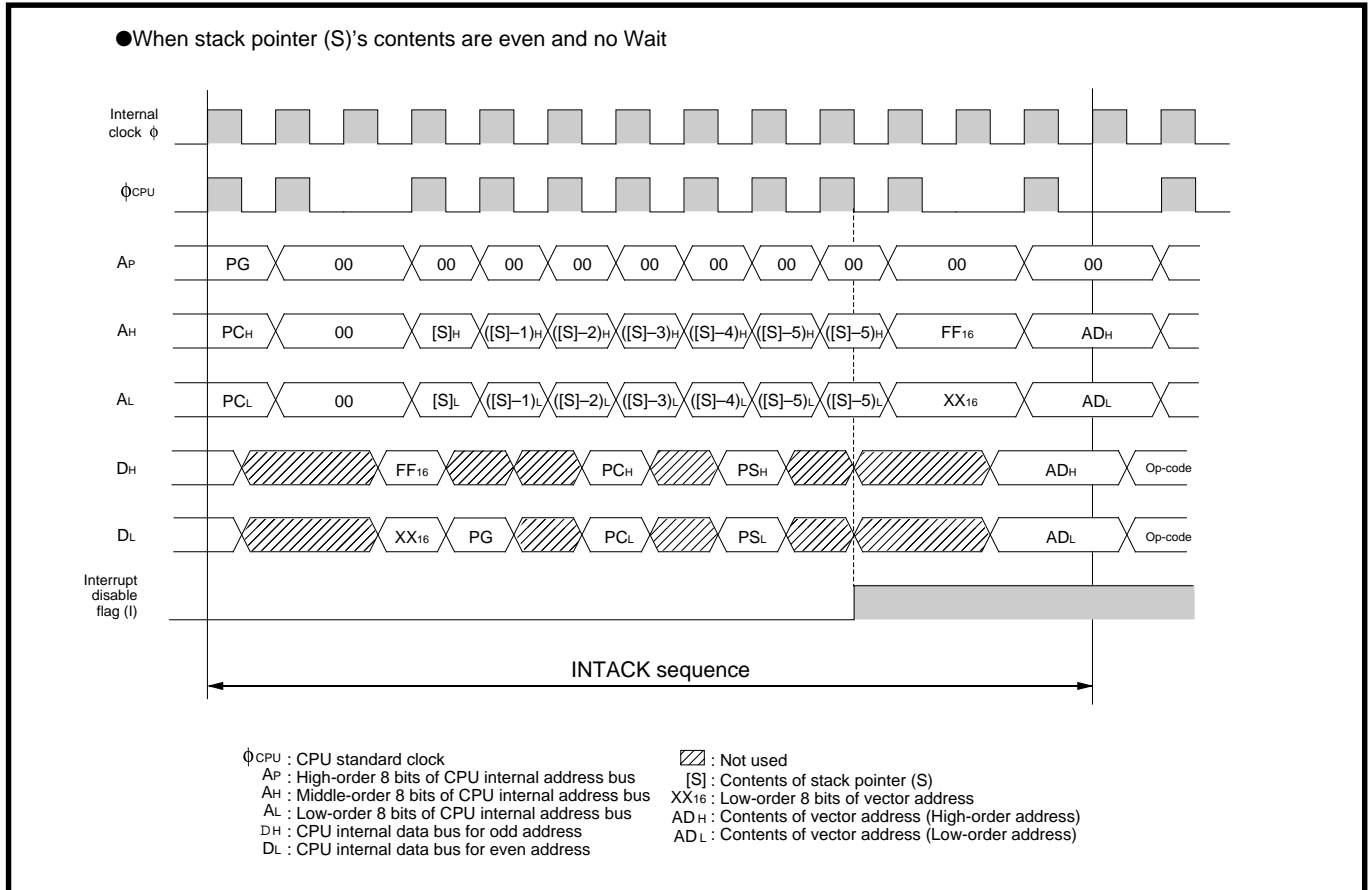 ●When stack pointer (S)’s contents are even and no Wait
Internal
clock ϕ
ϕCPU
AP PG 00 00 00 00 00 00 00 00 00 00
AH PCH 00 [S]H ([S]–1)H ([S]–2)H ([S]–3)H ([S]–4)H ([S]–5)H ([S]–5)H FF16 ADH
AL PCL 00 [S]L ([S]–1)L ([S]–2)L ([S]–3)L ([S]–4)L ([S]–5)L ([S]–5)L XX16 ADL
DH FF16 PCH PSH ADH Op-code
DL XX16 PG PCL PSL ADL Op-code
Interrupt
disable
flag (I)
INTACK sequence
ϕCPU : CPU standard clock
AP : High-order 8 bits of CPU internal address bus
AH : Middle-order 8 bits of CPU internal address bus
AL : Low-order 8 bits of CPU internal address bus
DH : CPU internal data bus for odd address
DL : CPU internal data bus for even address
: Not used
[S] : Contents of stack pointer (S)
XX16 : Low-order 8 bits of vector address
ADH : Contents of vector address (High-order address)
ADL : Contents of vector address (Low-order address)